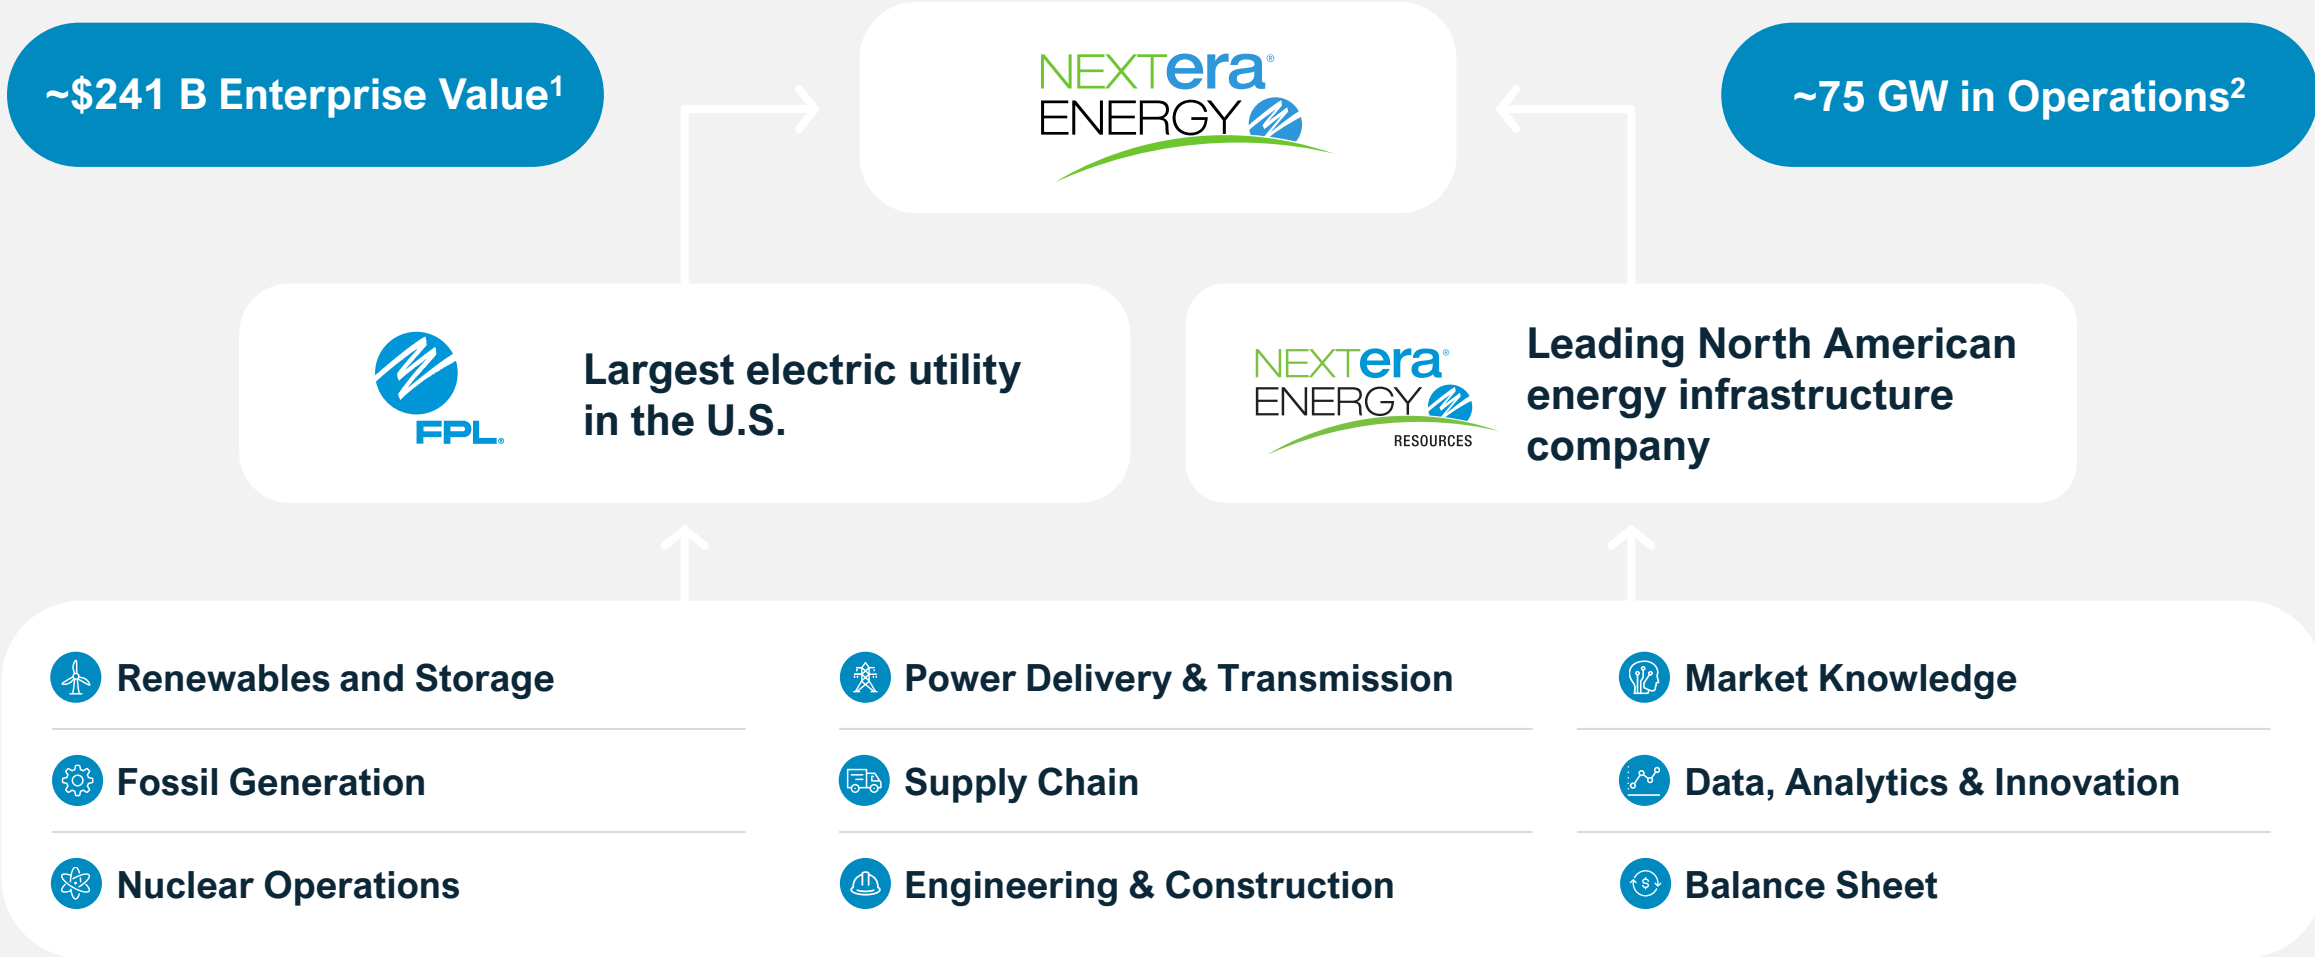 ~$241 B Enterprise Value¹
NEXTera®
ENERGY
~75 GW in Operations²
FPL®
Largest electric utility
in the U.S.
NEXTera®
ENERGY
RESOURCES
Leading North American
energy infrastructure
company
Renewables and Storage
Fossil Generation
Nuclear Operations
Power Delivery & Transmission
Supply Chain
Engineering & Construction
Market Knowledge
Data, Analytics & Innovation
$
Balance Sheet